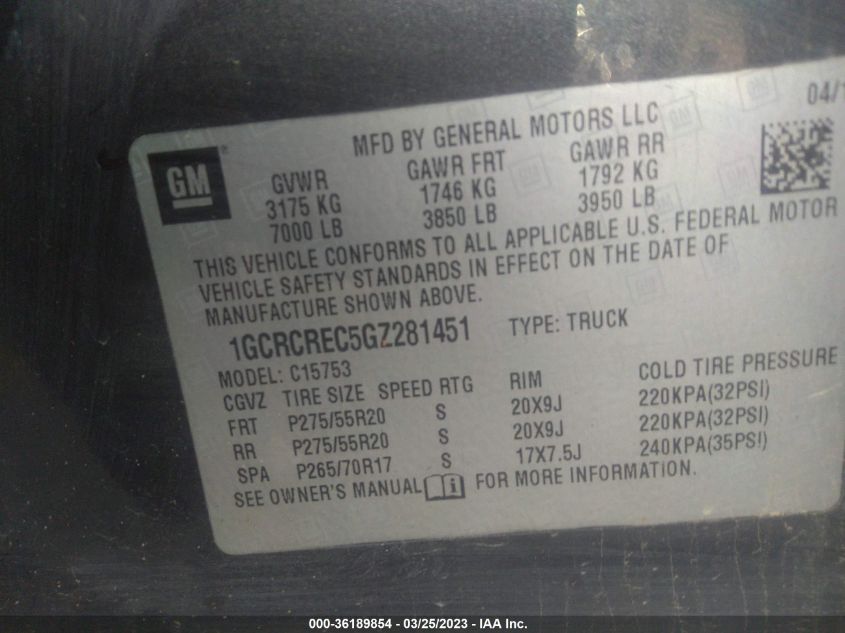 04/1
MFD BY GENERAL MOTORS LLC
GM
GVWR GAWR FRT GAWR RR
3175 KG 1746 KG 1792 KG
7000 LB 3850 LB 3950 LB
THIS VEHICLE CONFORMS TO ALL APPLICABLE U.S. FEDERAL MOTOR
VEHICLE SAFETY STANDARDS IN EFFECT ON THE DATE OF
MANUFACTURE SHOWN ABOVE.
1GCRCREC5GZ281451 TYPE: TRUCK
MODEL: C15753
CGVZ TIRE SIZE SPEED RTG RIM COLD TIRE PRESSURE
FRT P275/55R20 S 20X9J 220KPA(32PSI)
RR P275/55R20 S 20X9J 220KPA(32PSI)
SPA P265/70R17 S 17X7.5J 240KPA(35PSI)
SEE OWNER'S MANUAL i FOR MORE INFORMATION.
000-36189854 - 03/25/2023 - IAA Inc.